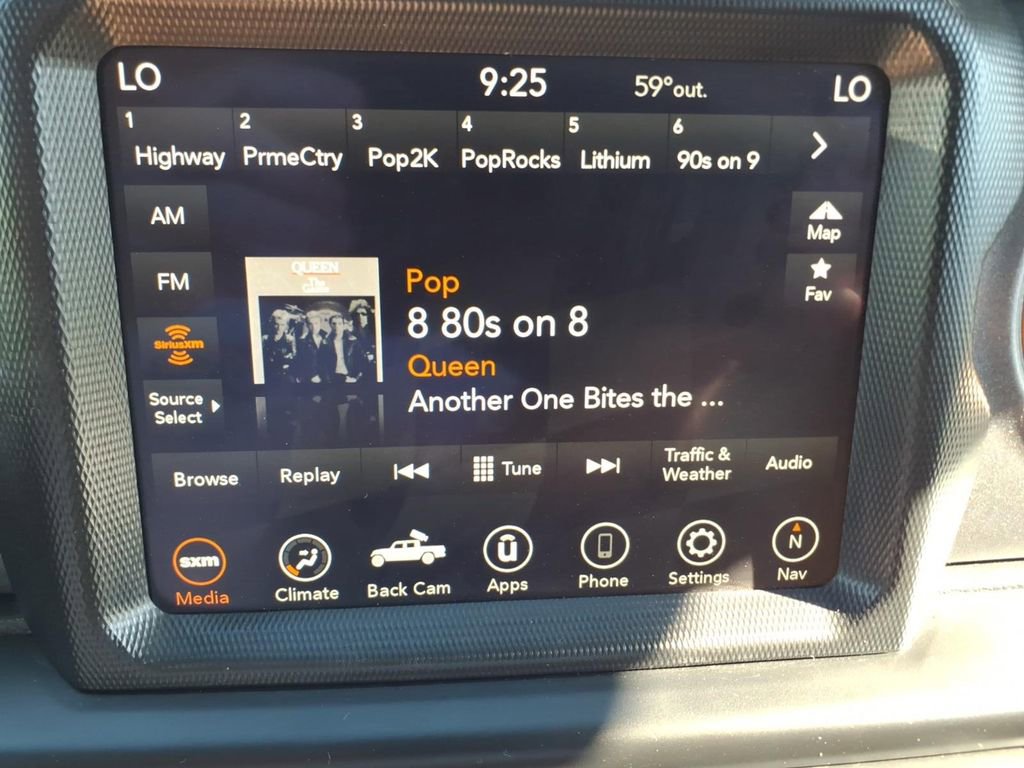 LO 9:25 59°out. LO
1 2 3 4 5 6
Highway PrmeCtry Pop2K PopRocks Lithium 90s on 9
AM
Map
FM
Fav
QUEEN
The
Game
Pop
8 80s on 8
Queen
Another One Bites the ...
SiriusXM
Source
Select
Browse Replay Tune Traffic & Audio
Weather
sxm ū N
Media Climate Back Cam Apps Phone Settings Nav